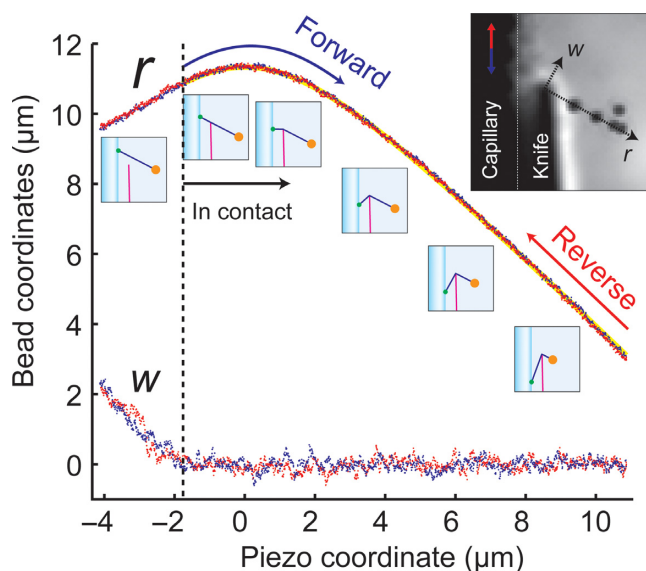 12
10
8
6
4
2
0
Bead coordinates (µm)
r
Forward
In contact
Reverse
w
Capillary
Knife
w
r
−4
−2
0
2
4
6
8
10
Piezo coordinate (µm)